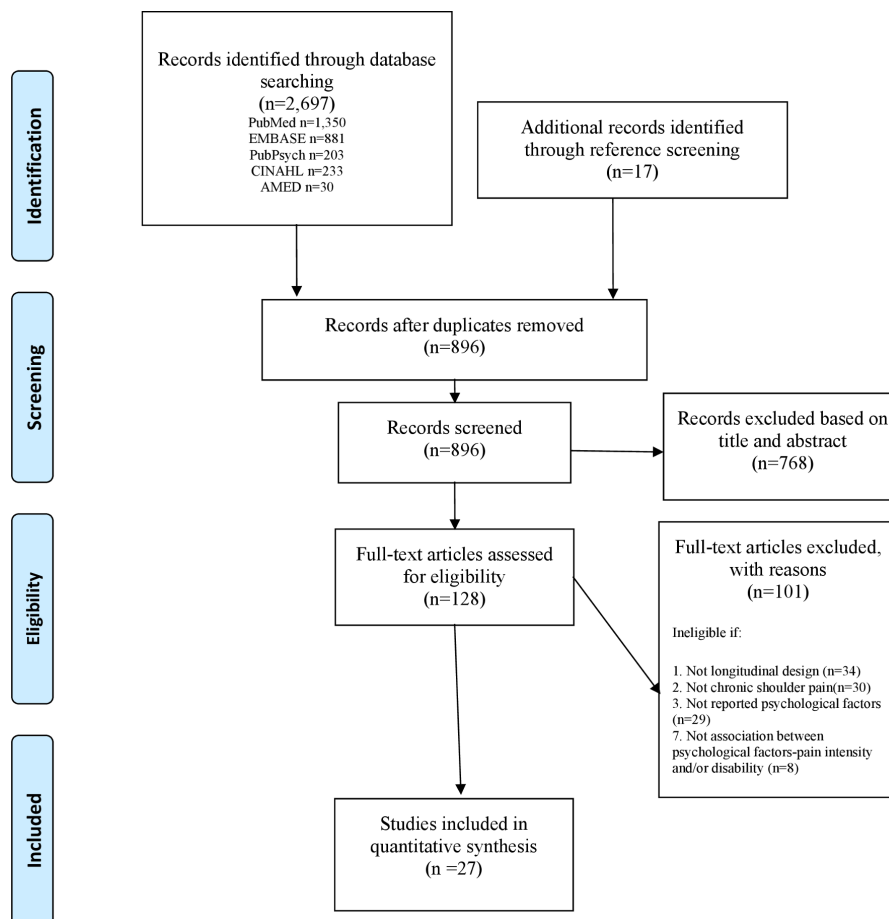 Identification
Records identified through database
searching
(n=2,697)
PubMed n=1,350
EMBASE n=881
PubPsych n=203
CINAHL n=233
AMED n=30
Additional records identified
through reference screening
(n=17)
Screening
Records after duplicates removed
(n=896)
Records screened
(n=896)
Records excluded based on
title and abstract
(n=768)
Eligibility
Full-text articles assessed
for eligibility
(n=128)
Full-text articles excluded,
with reasons
(n=101)
Ineligible if:
1. Not longitudinal design (n=34)
2. Not chronic shoulder pain(n=30)
3. Not reported psychological factors
(n=29)
7. Not association between
psychological factors-pain intensity
and/or disability (n=8)
Included
Studies included in
quantitative synthesis
(n =27)